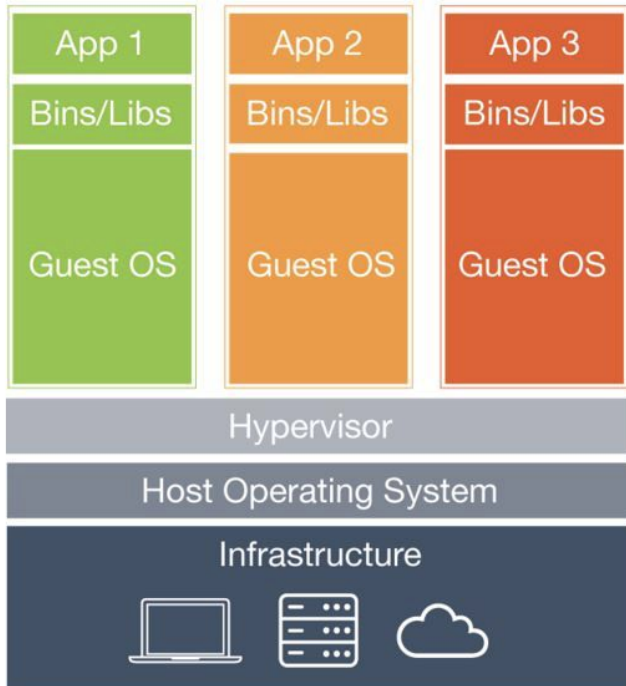 App 1
App 2
App 3
Bins/Libs
Bins/Libs
Bins/Libs
Guest OS
Guest OS
Guest OS
Hypervisor
Host Operating System
Infrastructure